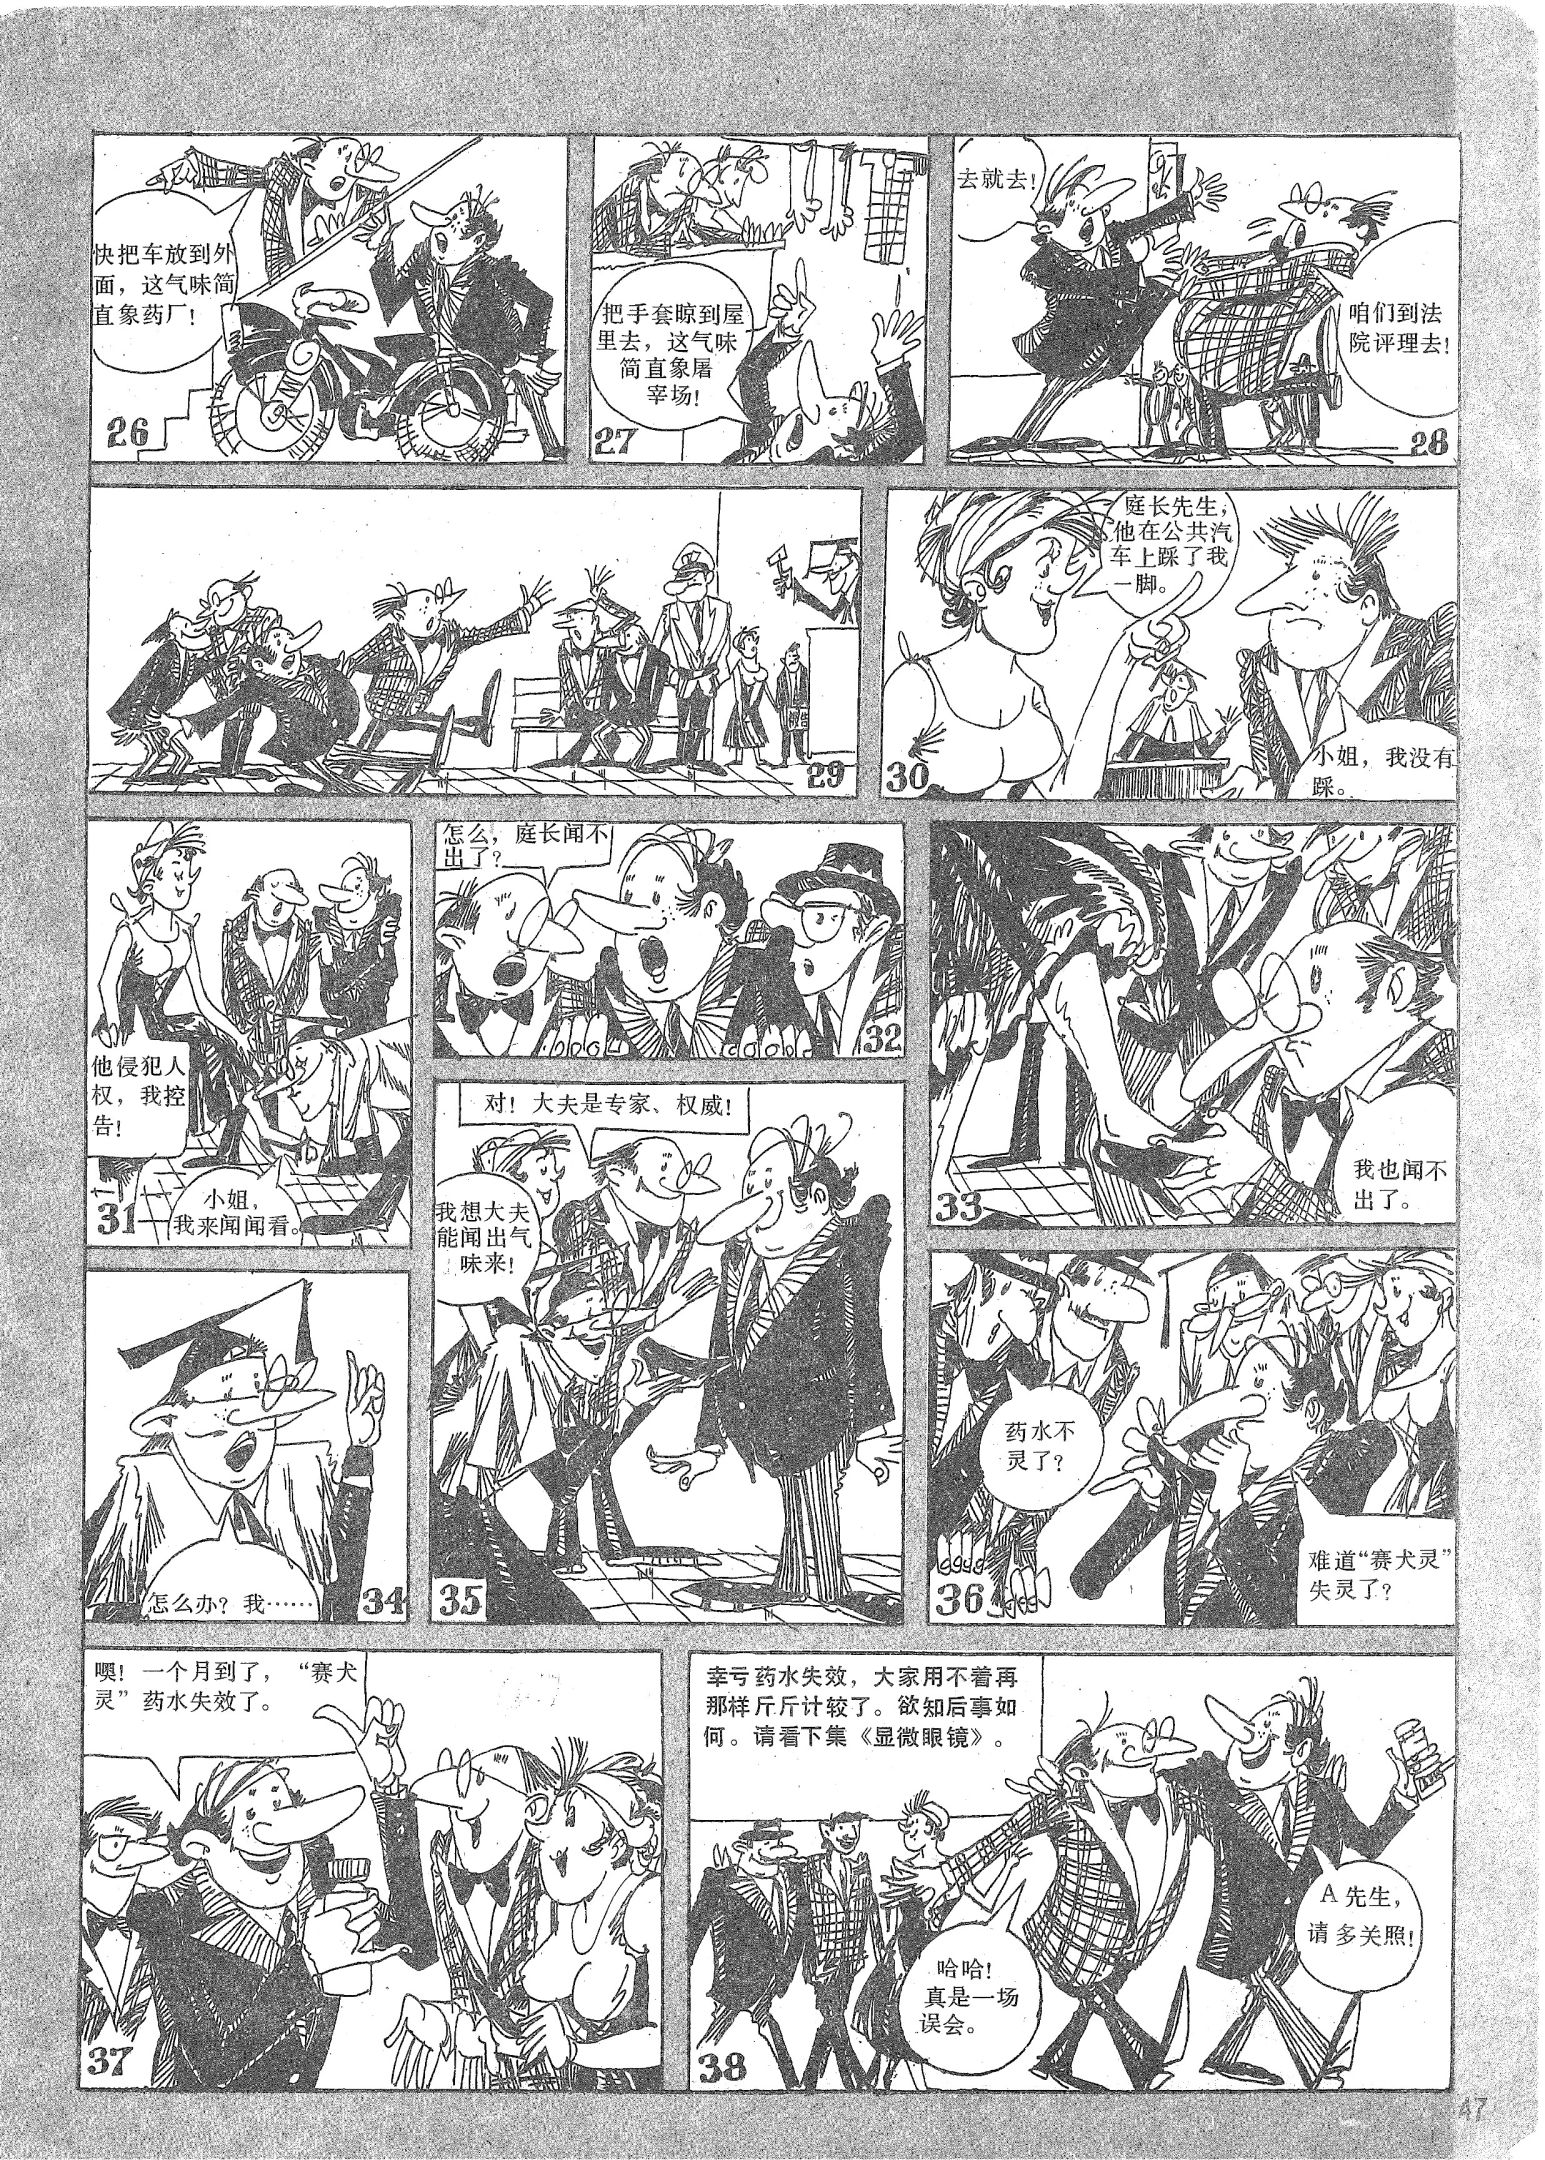 快把车放到外
面，这气味简
直象药厂！
26
把手套晾到屋
里去，这气味
简直象屠
宰场！
27
去就去！
咱们到法
院评理去！
28
29
庭长先生，
他在公共汽
车上踩了我
一脚。
小姐，我没有
踩。
30
他侵犯人
权，我控
告！
小姐，
我来闻闻看。
31
怎么，庭长闻不
出了？
32
我也闻不
出了。
33
怎么办？我……
34
对！大夫是专家、权威！
我想大夫
能闻出气
味来！
35
药水不
灵了？
难道“赛犬灵”
失灵了？
36
噢！一个月到了，“赛犬
灵”药水失效了。
37
幸亏药水失效，大家用不着再
那样斤斤计较了。欲知后事如
何。请看下集《显微眼镜》。
哈哈！
真是一场
误会。
A先生，
请多关照！
38
47